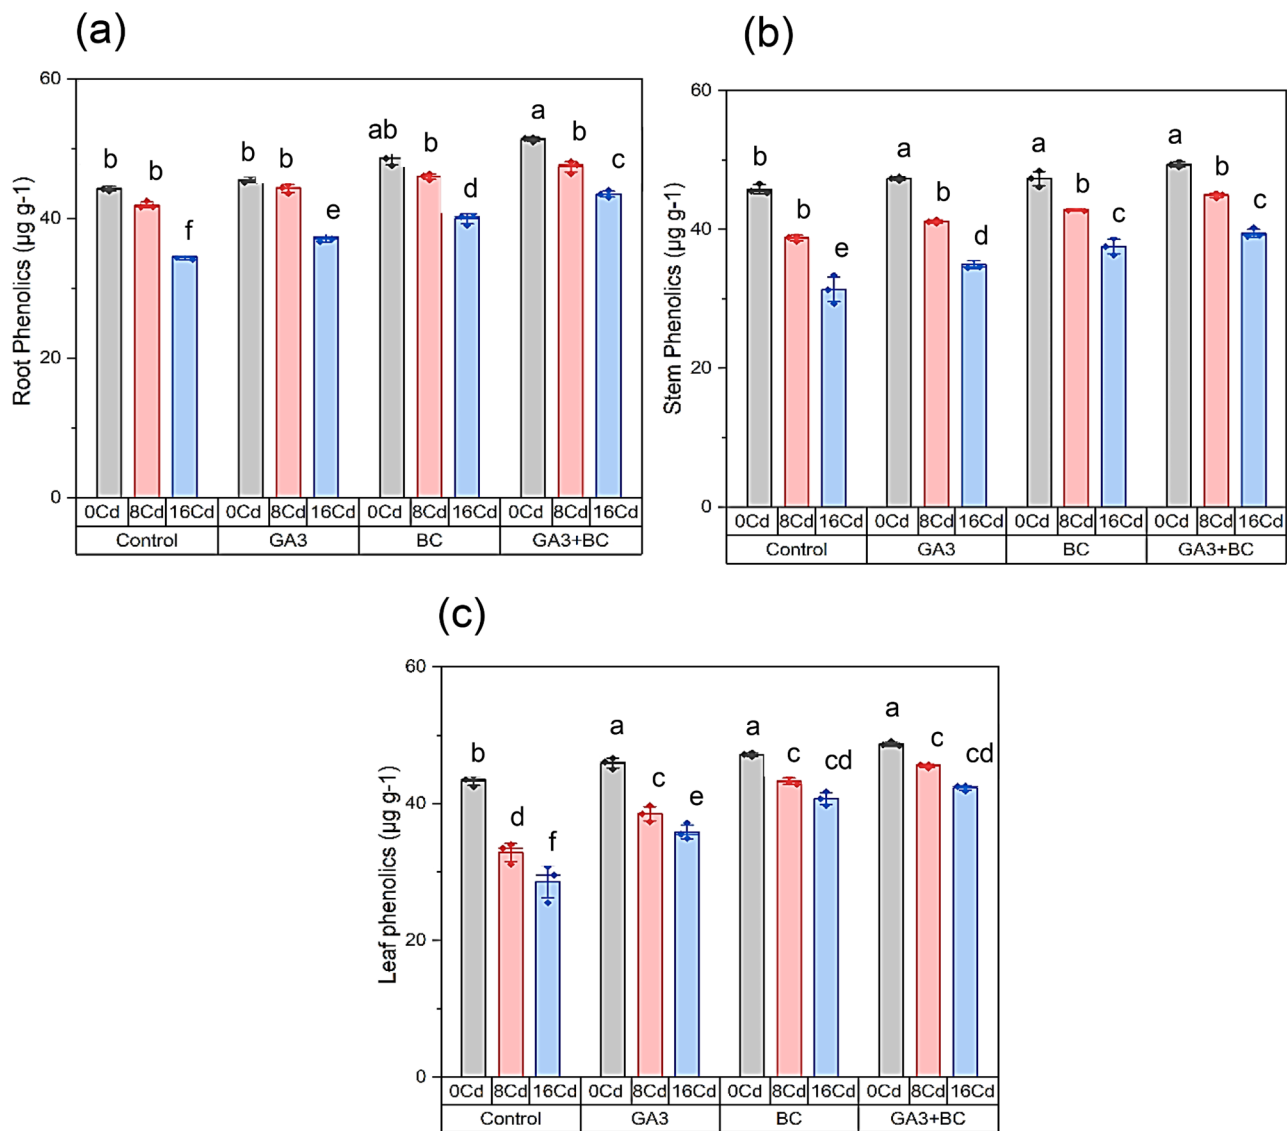 (a)
60
40
20
0
Root Phenolics (µg g-1)
b b f b b e ab b d a b c
0Cd 8Cd 16Cd 0Cd 8Cd 16Cd 0Cd 8Cd 16Cd 0Cd 8Cd 16Cd
Control GA3 BC GA3+BC
(b)
60
40
20
0
Stem Phenolics (µg g-1)
b b e a b d a b c a b c
0Cd 8Cd 16Cd 0Cd 8Cd 16Cd 0Cd 8Cd 16Cd 0Cd 8Cd 16Cd
Control GA3 BC GA3+BC
(c)
60
40
20
0
Leaf phenolics (µg g-1)
b d f a c e a c cd a c cd
0Cd 8Cd 16Cd 0Cd 8Cd 16Cd 0Cd 8Cd 16Cd 0Cd 8Cd 16Cd
Control GA3 BC GA3+BC